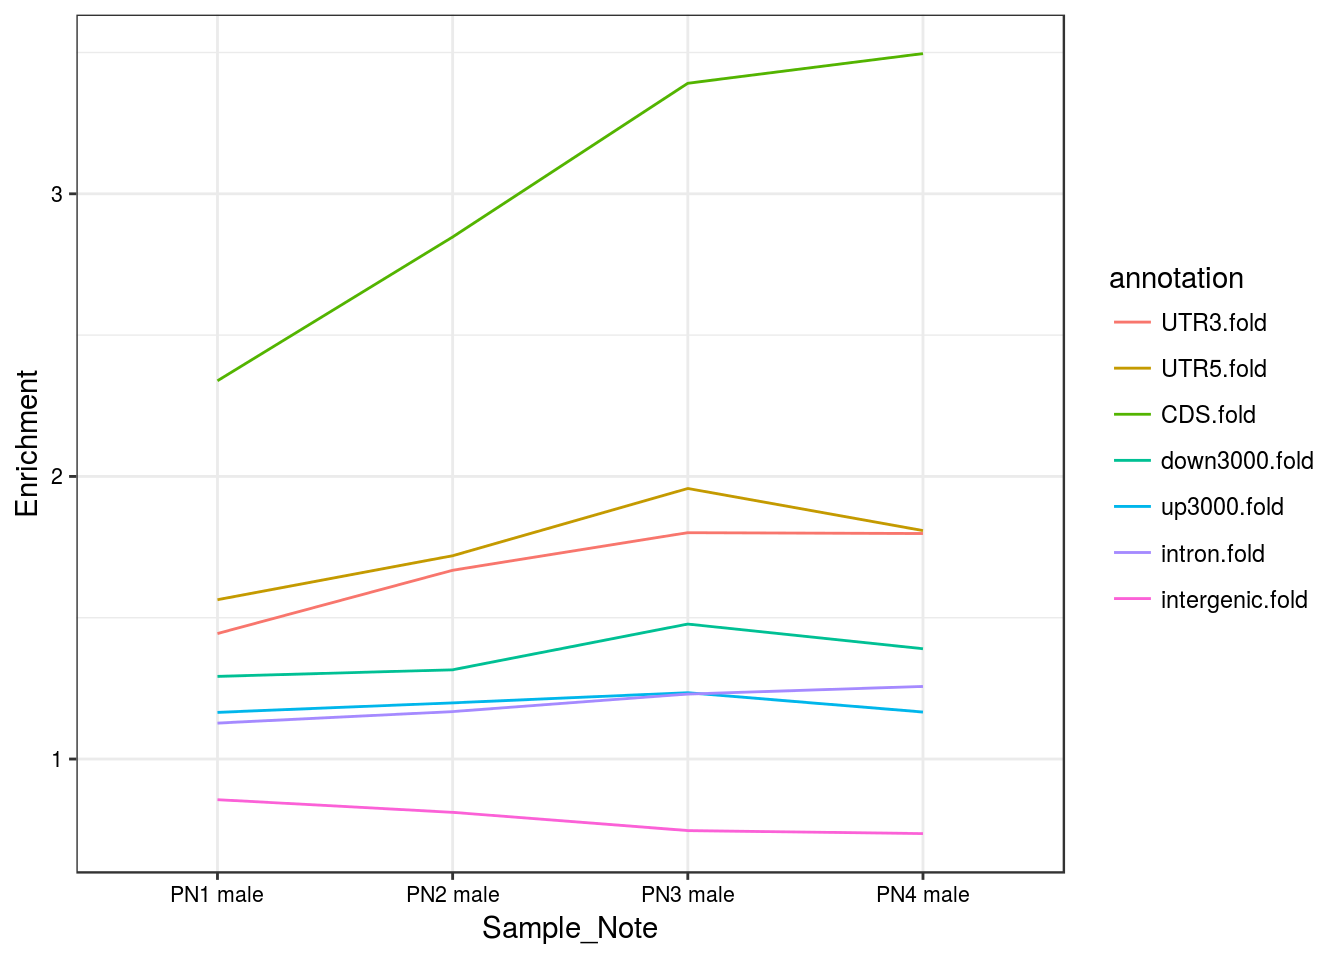 Enrichment
3
2
1
PN1 male
PN2 male
PN3 male
PN4 male
Sample_Note
annotation
UTR3.fold
UTR5.fold
CDS.fold
down3000.fold
up3000.fold
intron.fold
intergenic.fold